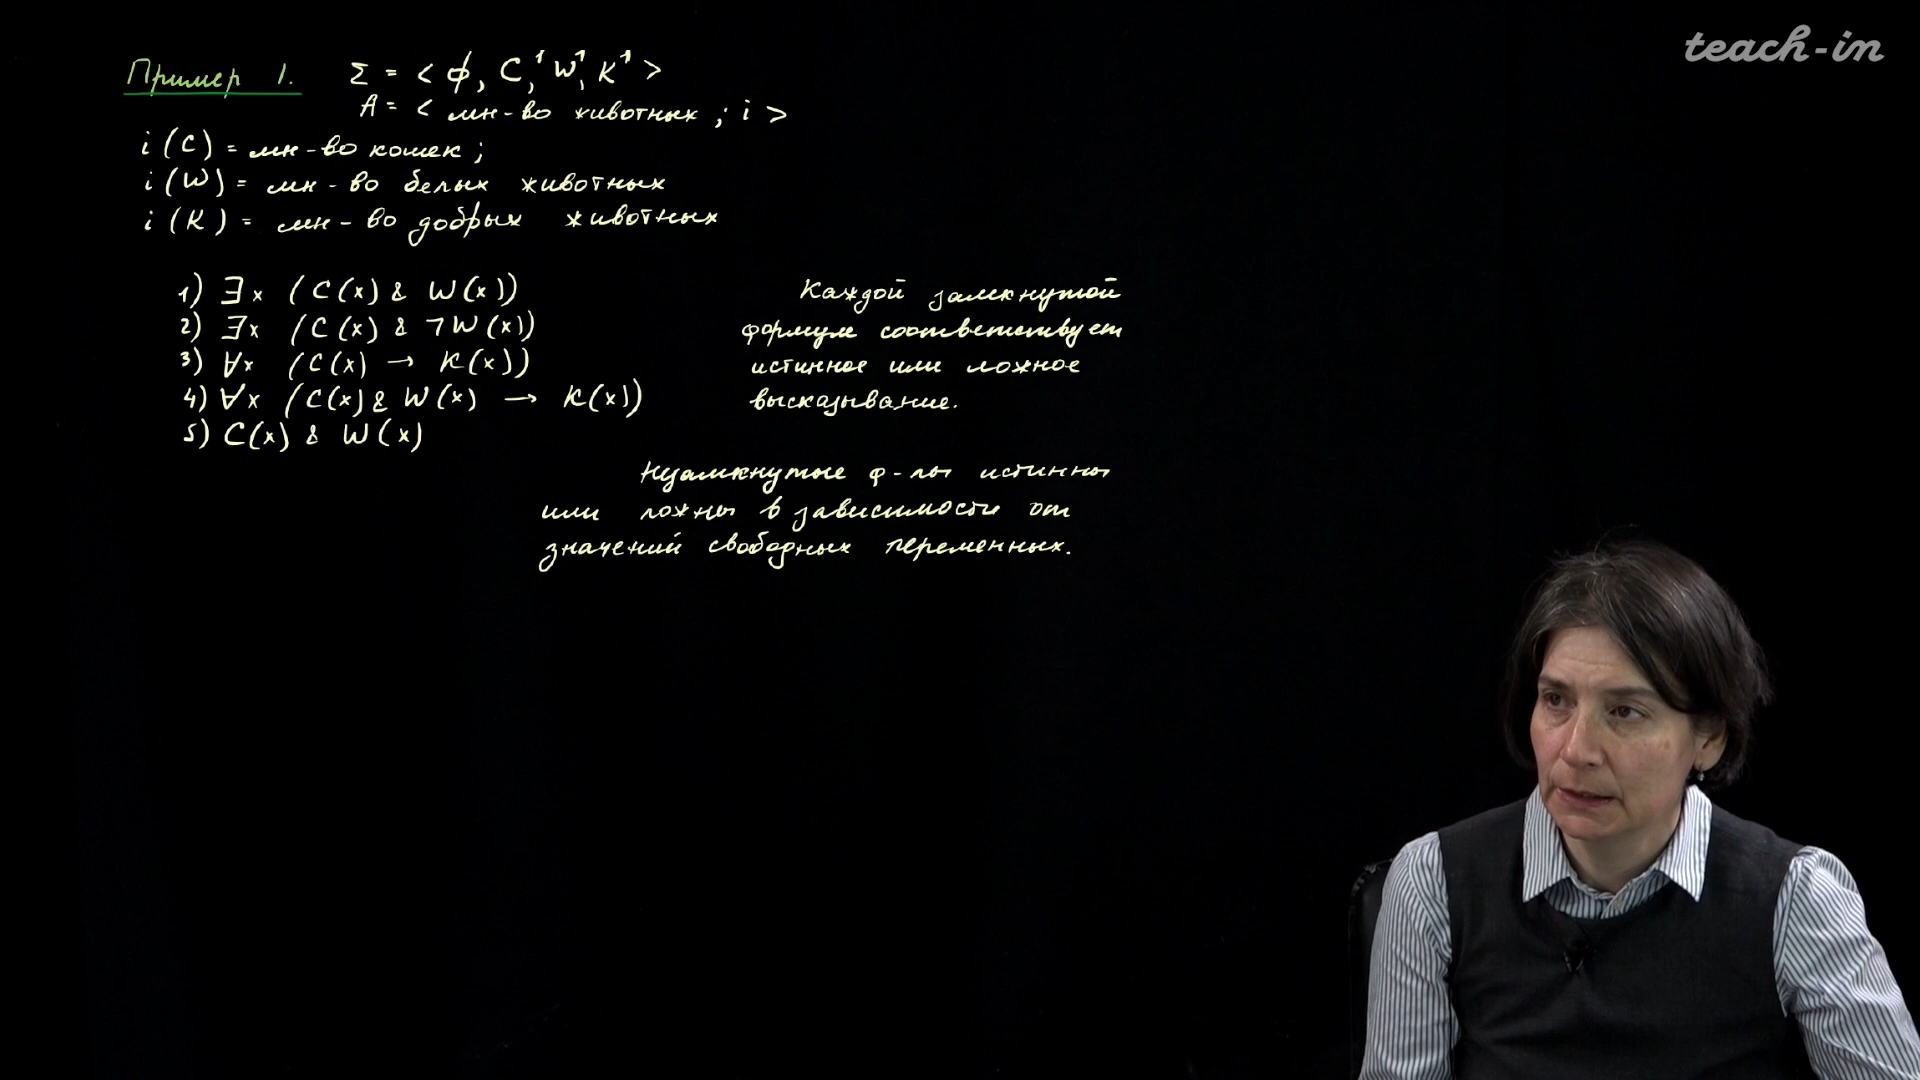 teach-in
Пример 1. Σ = < ϕ, C¹, W¹, K¹ >
A = < мн-во животных ; i >
i (C) = мн-во кошек ;
i (W) = мн-во белых животных
i (K) = мн-во добрых животных
1) ∃x (C(x) & W(x))
2) ∃x (C(x) & ¬W(x))
3) ∀x (C(x) → K(x))
4) ∀x (C(x) & W(x) → K(x))
5) C(x) & W(x)
Каждой замкнутой
формуле соответствует
истинное или ложное
высказывание.
Незамкнутые ф-лы истинны
или ложны в зависимости от
значений свободных переменных.